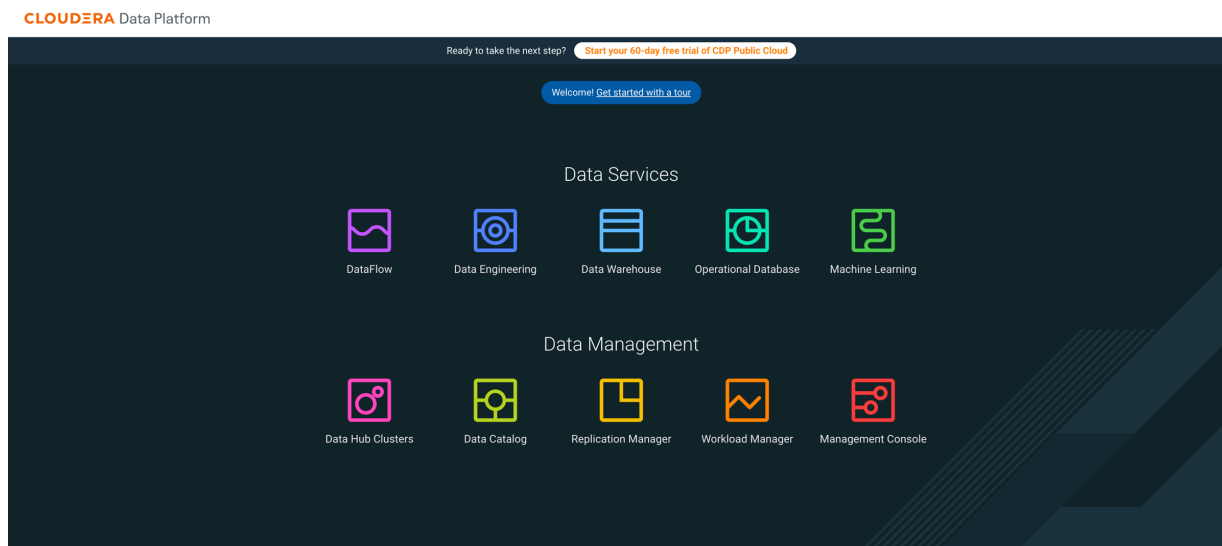 CLOUDERA Data Platform
Ready to take the next step? Start your 60-day free trial of CDP Public Cloud
Welcome! Get started with a tour
Data Services
DataFlow Data Engineering Data Warehouse Operational Database Machine Learning
Data Management
Data Hub Clusters Data Catalog Replication Manager Workload Manager Management Console